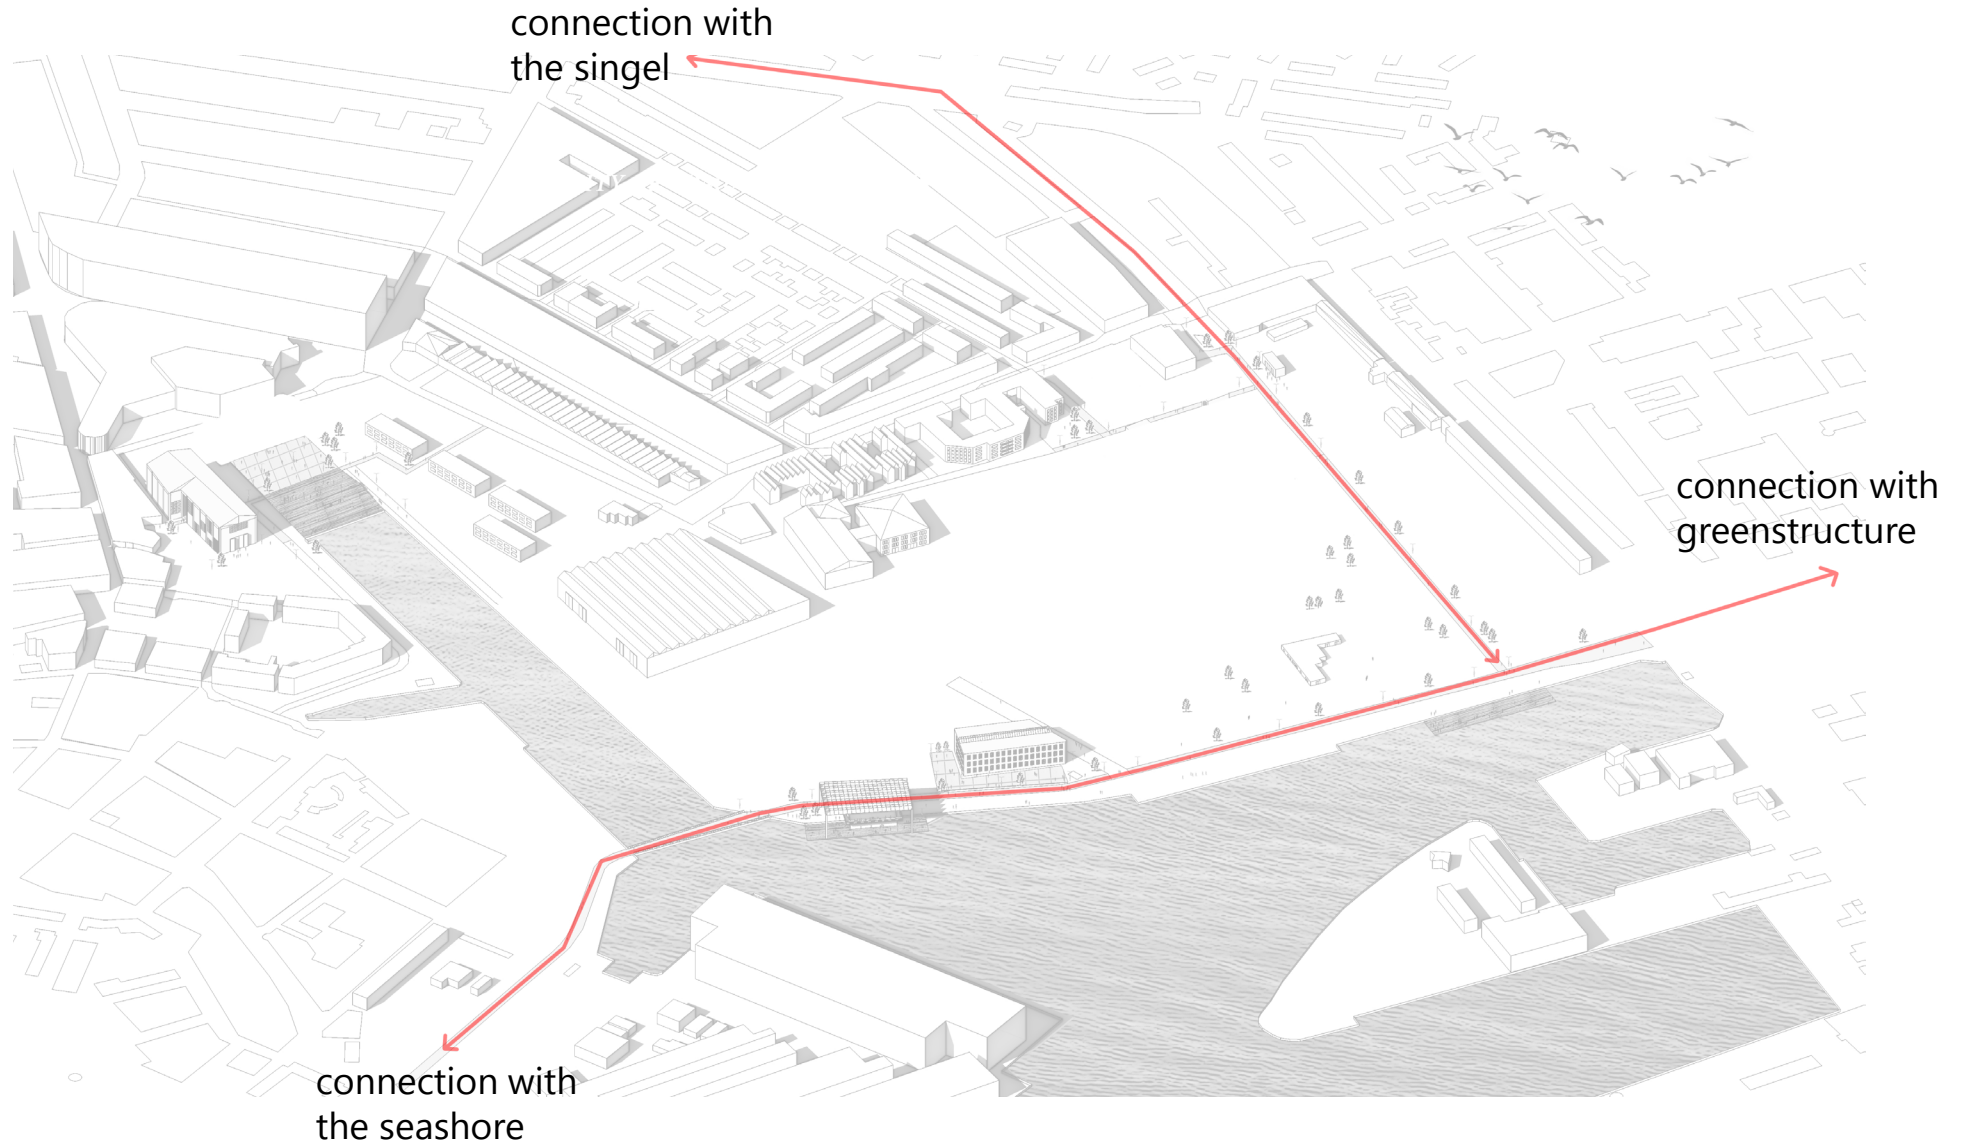 connection with
the singel
connection with
greenstructure
connection with
the seashore